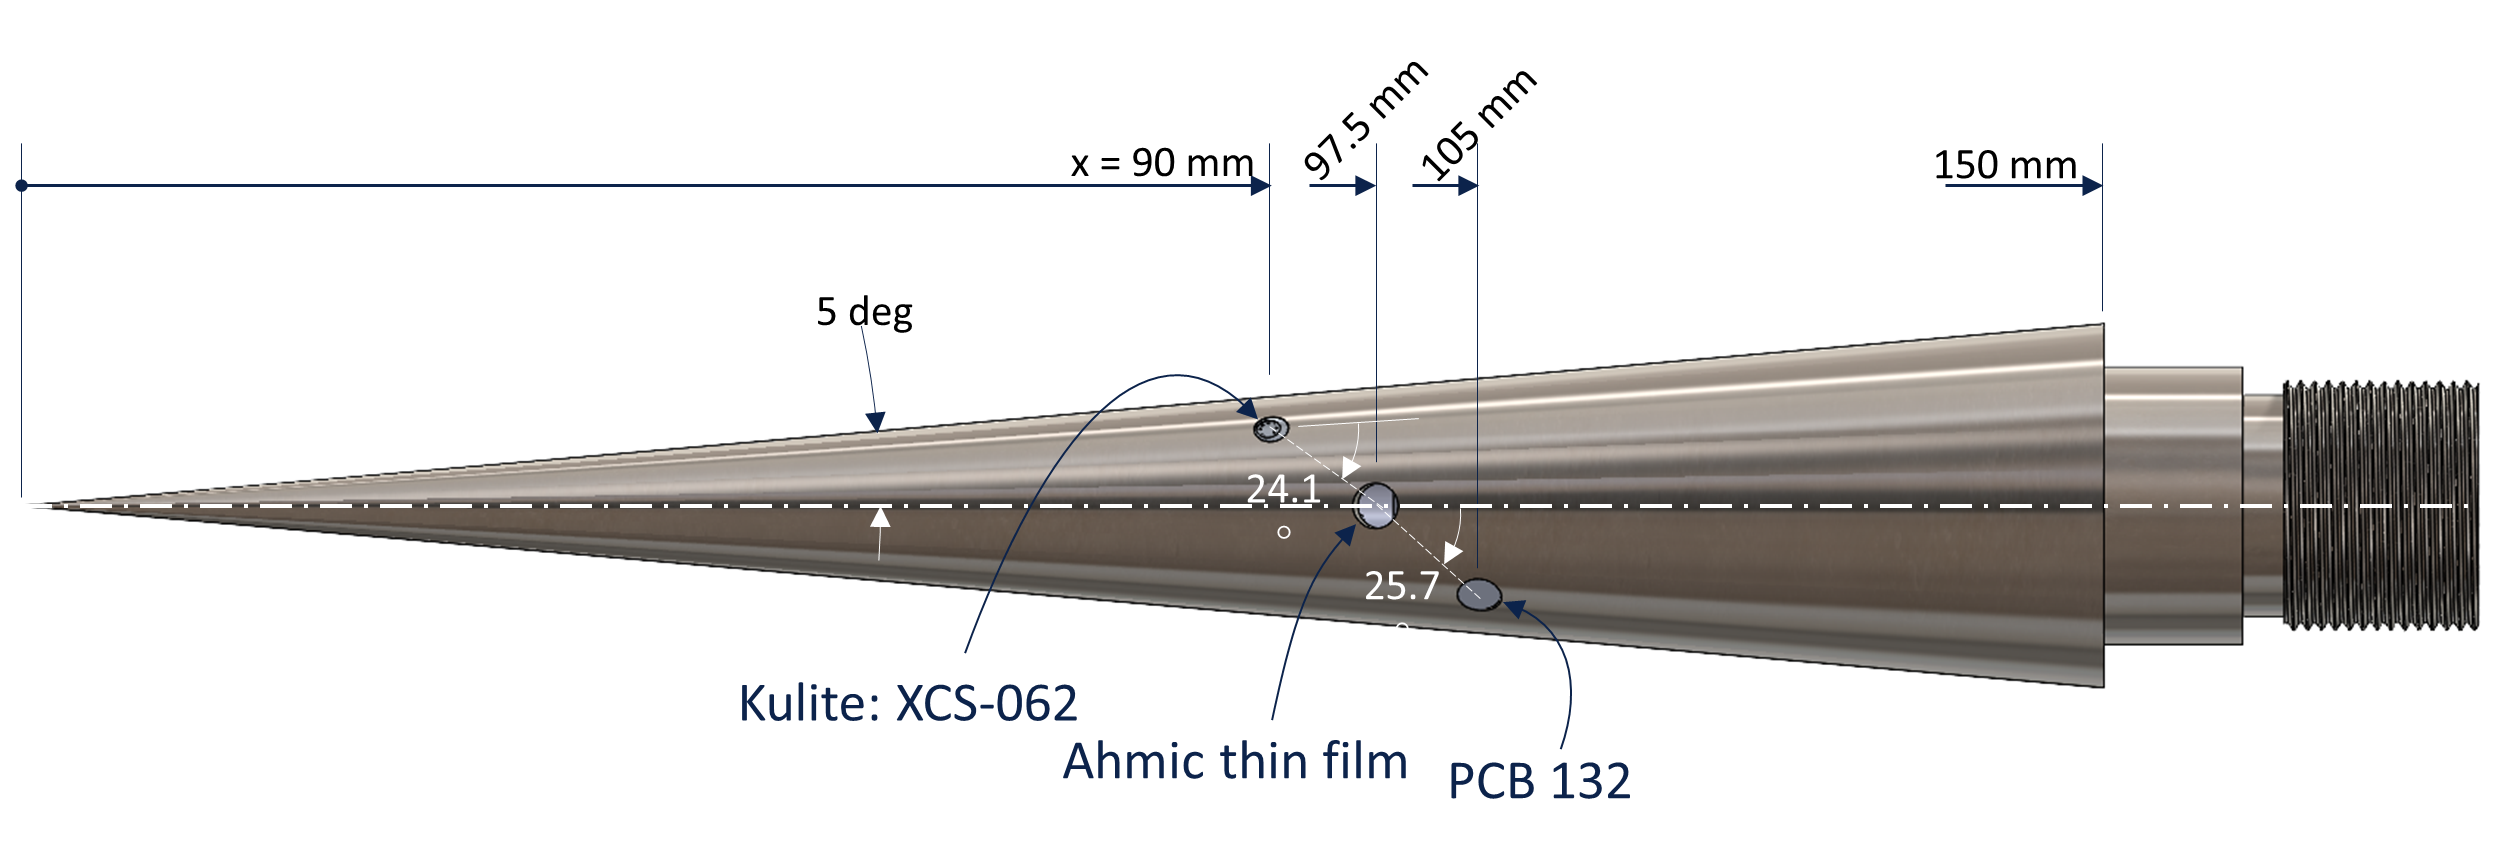 97.5 mm
105 mm
x = 90 mm
150 mm
5 deg
24.1
°
25.7
°
Kulite: XCS-062
Ahmic thin film
PCB 132